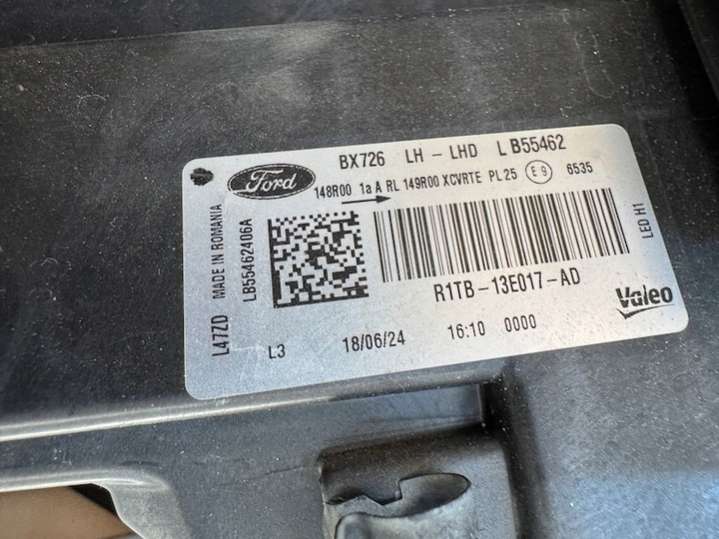 BX726 LH - LHD L B55462
Ford
148R00 1a A RL 149R00 XCVRTE PL25 E9 6535
L47ZD MADE IN ROMANIA
LB55462406A
LED H1
R1TB-13E017-AD
L3 18/06/24 16:10 0000
Valeo